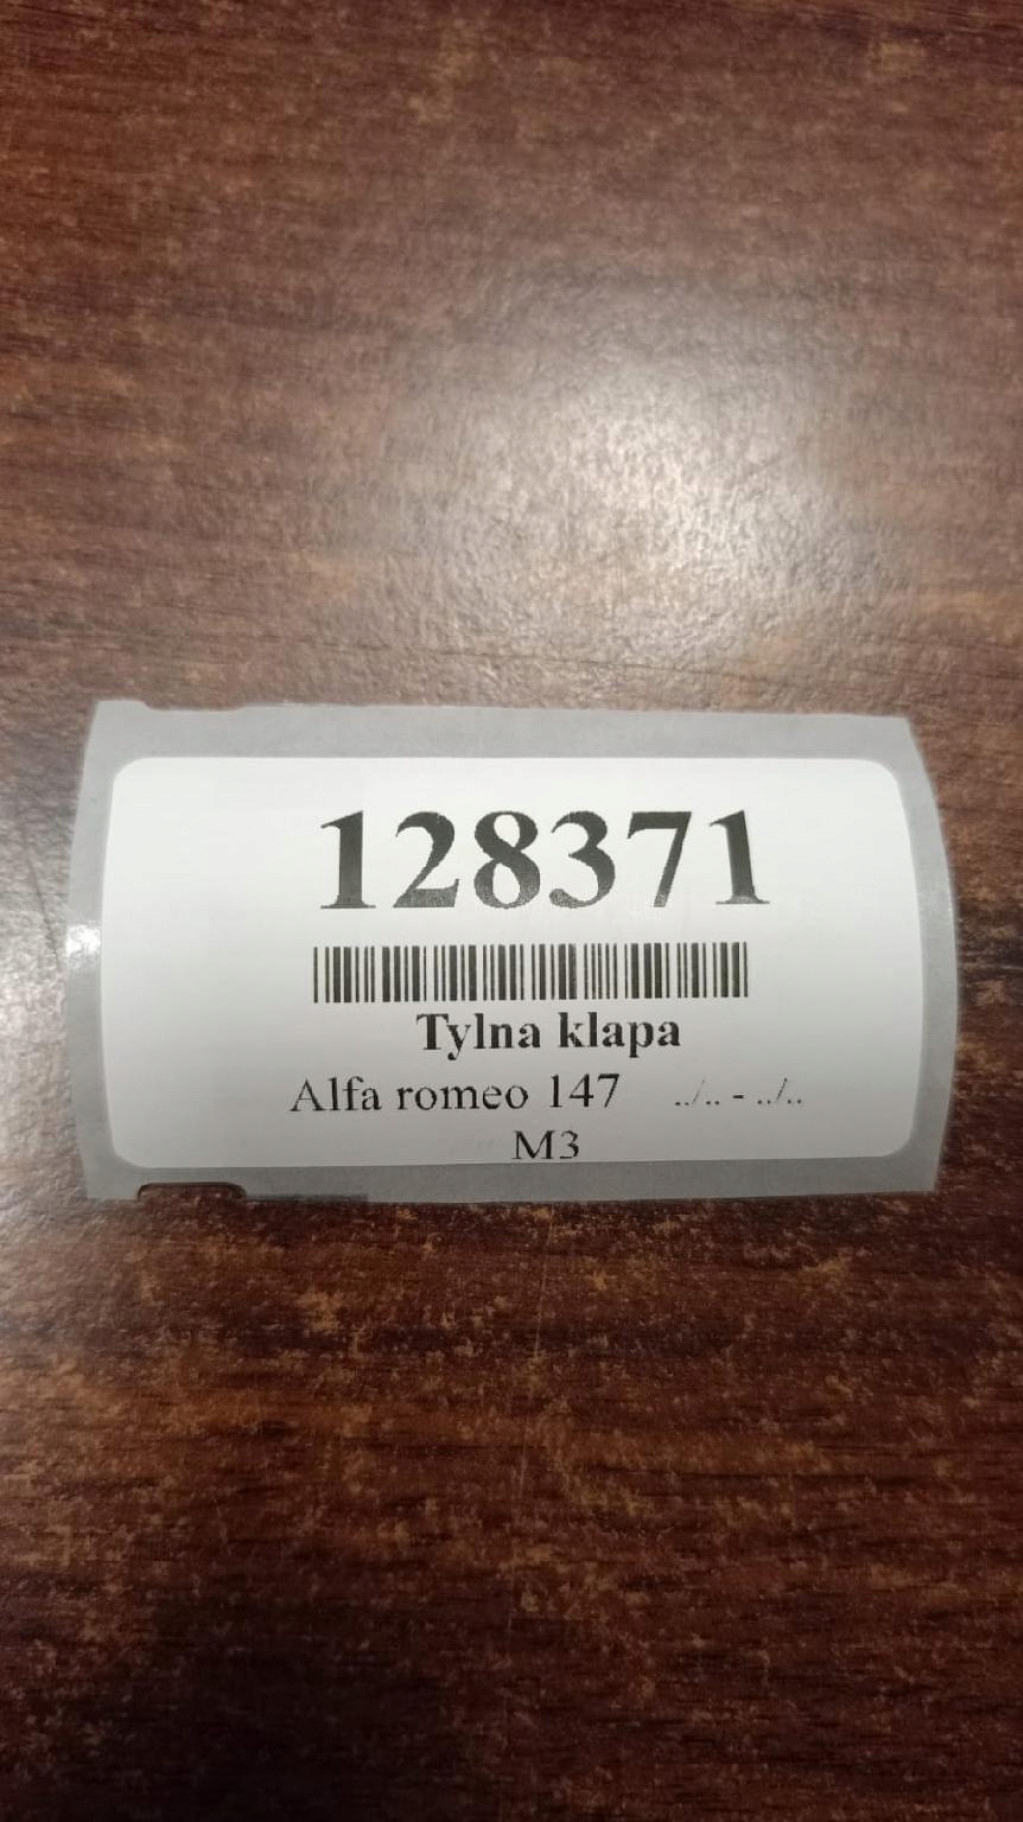 128371
Tylna klapa
Alfa romeo 147 ../.. - ../..
M3